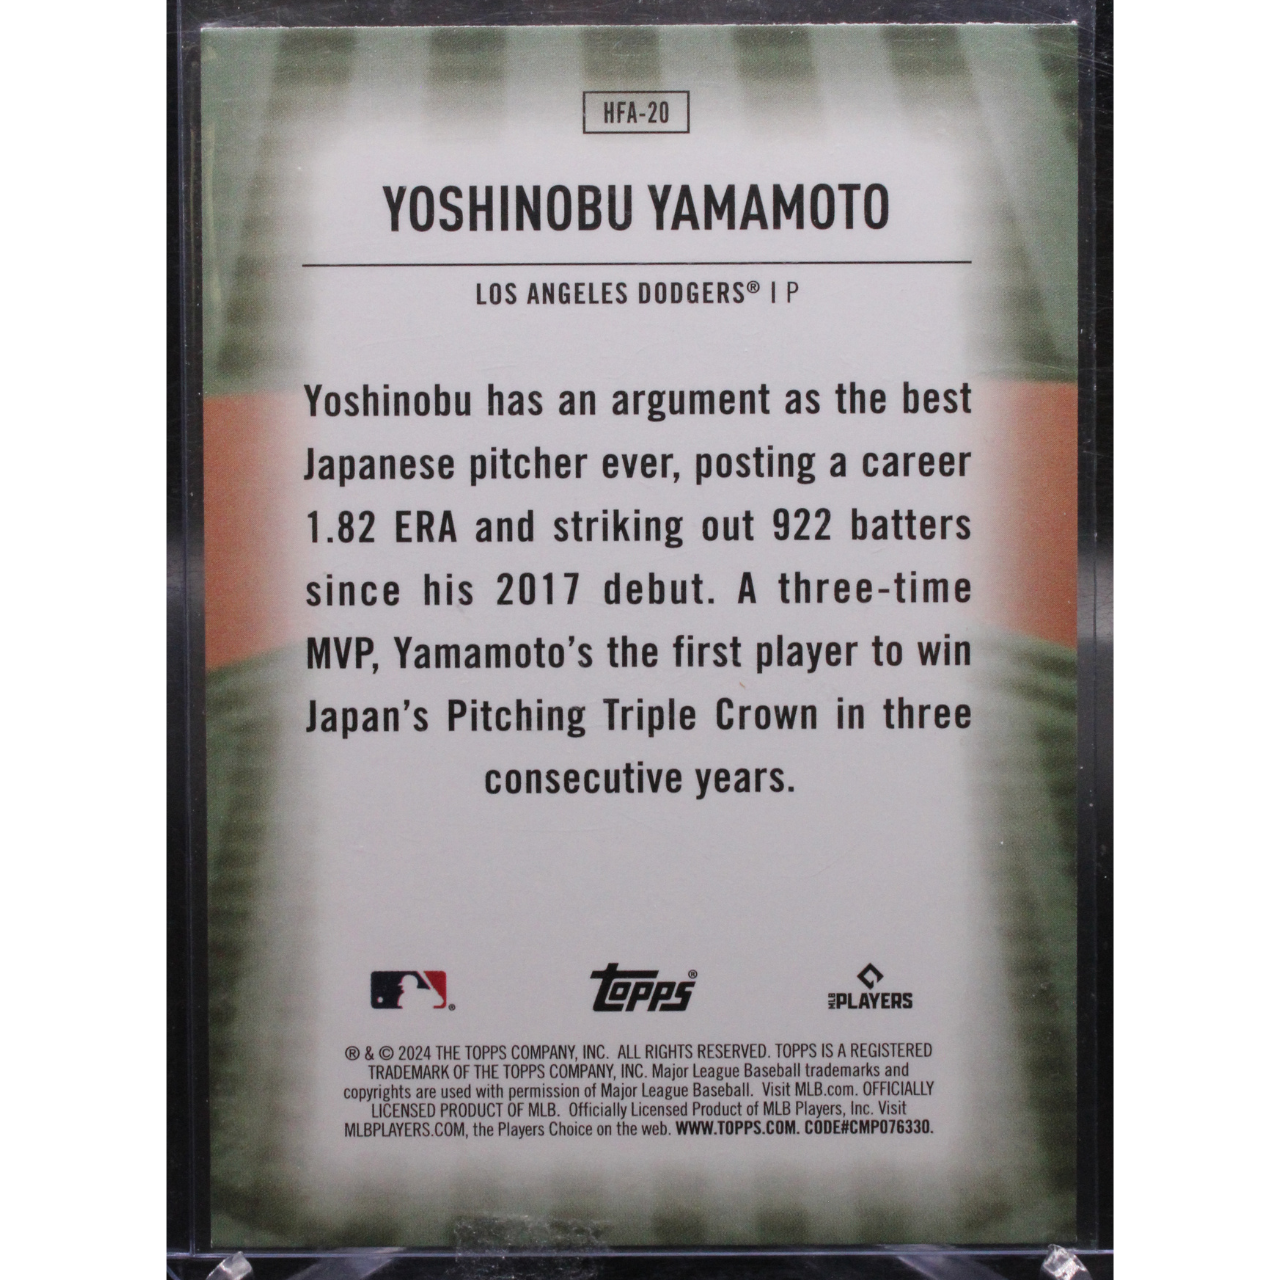 HFA-20
YOSHINOBU YAMAMOTO
LOS ANGELES DODGERS® | P
Yoshinobu has an argument as the best
Japanese pitcher ever, posting a career
1.82 ERA and striking out 922 batters
since his 2017 debut. A three-time
MVP, Yamamoto's the first player to win
Japan's Pitching Triple Crown in three
consecutive years.
®
Topps®
MLB PLAYERS
® & © 2024 THE TOPPS COMPANY, INC. ALL RIGHTS RESERVED. TOPPS IS A REGISTERED
TRADEMARK OF THE TOPPS COMPANY, INC. Major League Baseball trademarks and
copyrights are used with permission of Major League Baseball. Visit MLB.com. OFFICIALLY
LICENSED PRODUCT OF MLB. Officially Licensed Product of MLB Players, Inc. Visit
MLBPLAYERS.COM, the Players Choice on the web. WWW.TOPPS.COM. CODE#CMP076330.